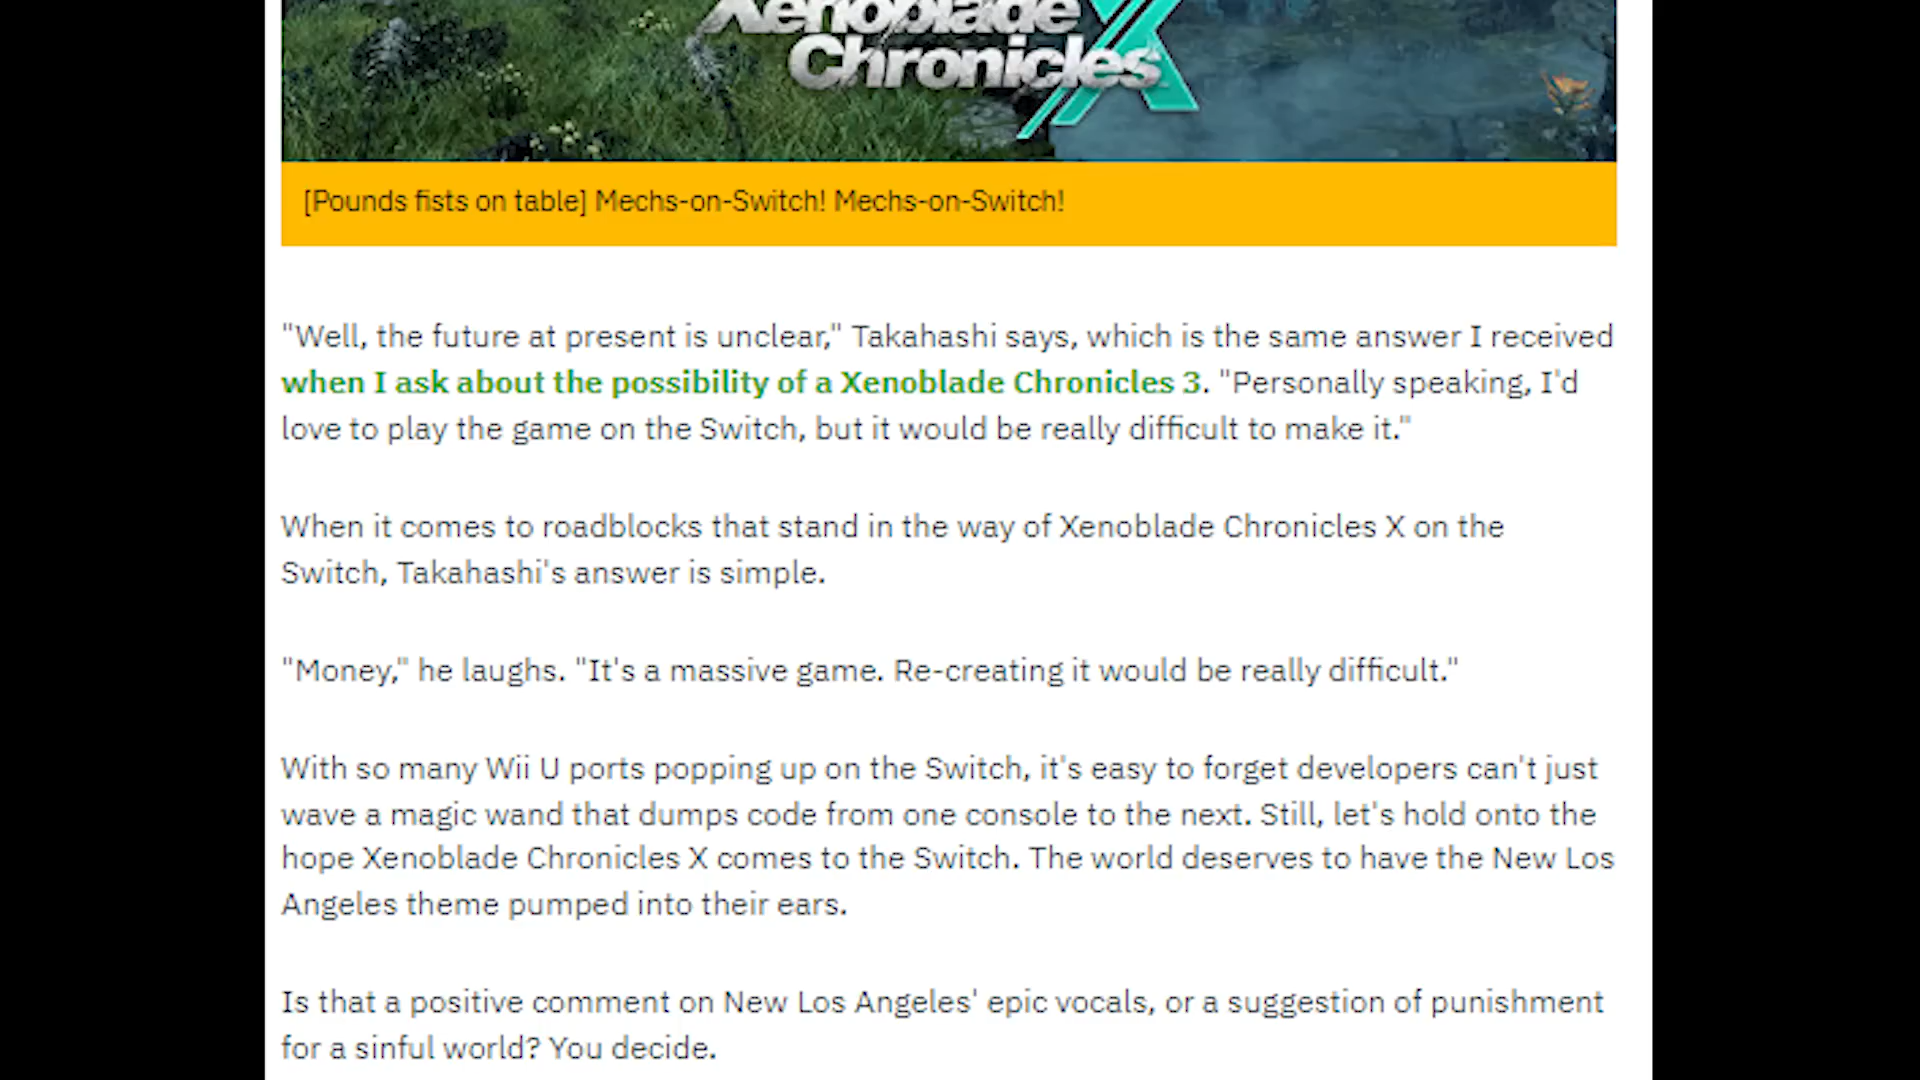 Xenoblade
Chronicles X
[Pounds fists on table] Mechs-on-Switch! Mechs-on-Switch!
"Well, the future at present is unclear," Takahashi says, which is the same answer I received
when I ask about the possibility of a Xenoblade Chronicles 3. "Personally speaking, I'd
love to play the game on the Switch, but it would be really difficult to make it."
When it comes to roadblocks that stand in the way of Xenoblade Chronicles X on the
Switch, Takahashi's answer is simple.
"Money," he laughs. "It's a massive game. Re-creating it would be really difficult."
With so many Wii U ports popping up on the Switch, it's easy to forget developers can't just
wave a magic wand that dumps code from one console to the next. Still, let's hold onto the
hope Xenoblade Chronicles X comes to the Switch. The world deserves to have the New Los
Angeles theme pumped into their ears.
Is that a positive comment on New Los Angeles' epic vocals, or a suggestion of punishment
for a sinful world? You decide.